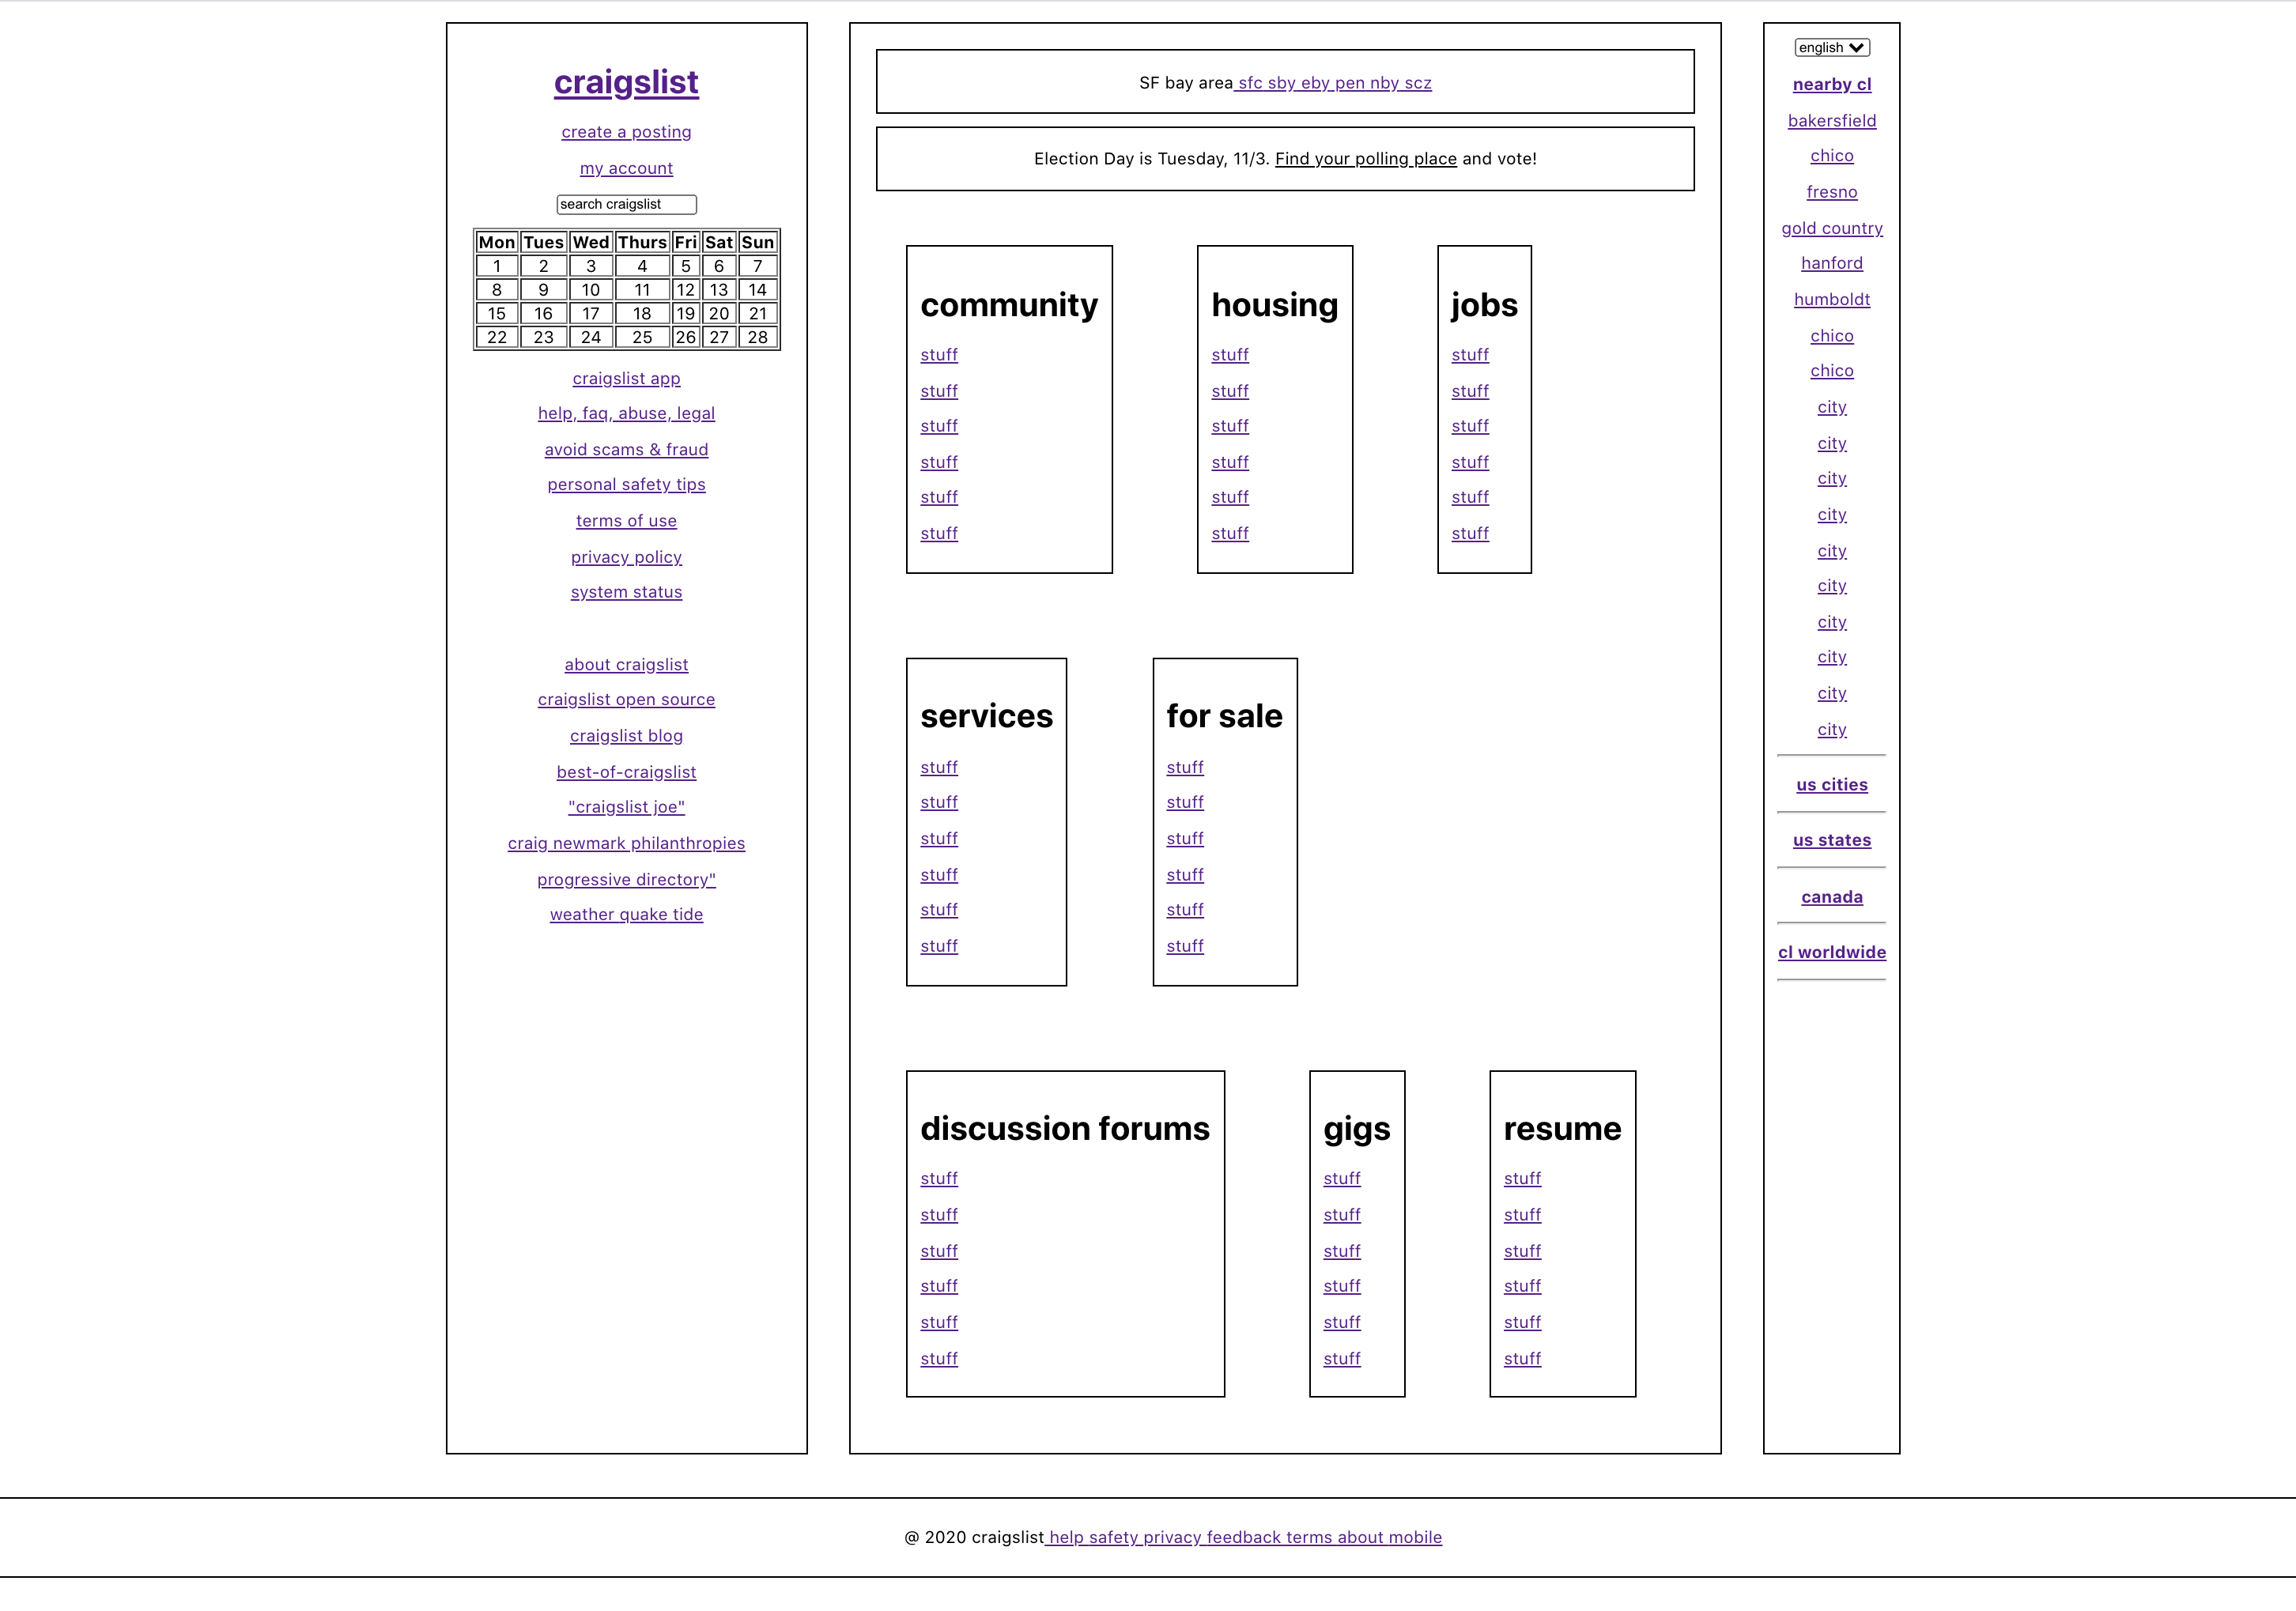 craigslist
create a posting
my account
search craigslist
Mon Tues Wed Thurs Fri Sat Sun
1 2 3 4 5 6 7
8 9 10 11 12 13 14
15 16 17 18 19 20 21
22 23 24 25 26 27 28
craigslist app
help, faq, abuse, legal
avoid scams & fraud
personal safety tips
terms of use
privacy policy
system status
about craigslist
craigslist open source
craigslist blog
best-of-craigslist
"craigslist joe"
craig newmark philanthropies
progressive directory"
weather quake tide
SF bay area sfc sby eby pen nby scz
Election Day is Tuesday, 11/3. Find your polling place and vote!
community
stuff
stuff
stuff
stuff
stuff
stuff
housing
stuff
stuff
stuff
stuff
stuff
stuff
jobs
stuff
stuff
stuff
stuff
stuff
stuff
services
stuff
stuff
stuff
stuff
stuff
stuff
for sale
stuff
stuff
stuff
stuff
stuff
stuff
discussion forums
stuff
stuff
stuff
stuff
stuff
stuff
gigs
stuff
stuff
stuff
stuff
stuff
stuff
resume
stuff
stuff
stuff
stuff
stuff
stuff
english
nearby cl
bakersfield
chico
fresno
gold country
hanford
humboldt
chico
chico
city
city
city
city
city
city
city
city
city
city
us cities
us states
canada
cl worldwide
@ 2020 craigslist help safety privacy feedback terms about mobile